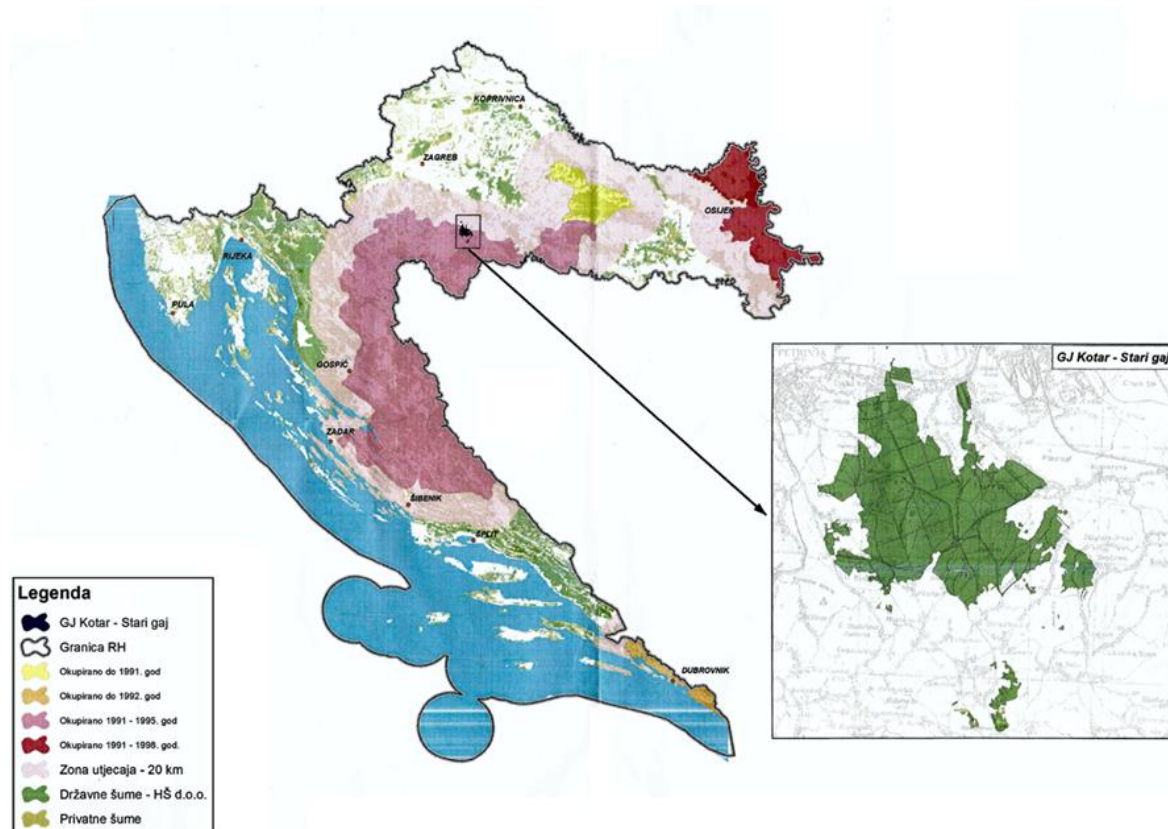 KOPRIVNICA
ZAGREB
OSIJEK
RIJEKA
PULA
GOSPIĆ
ZADAR
ŠIBENIK
SPLIT
DUBROVNIK
GJ Kotar - Stari gaj
PETRINJA
Legenda
GJ Kotar - Stari gaj
Granica RH
Okupirano do 1991. god
Okupirano do 1992. god
Okupirano 1991 - 1995. god
Okupirano 1991 - 1998. god.
Zona utjecaja - 20 km
Državne šume - HŠ d.o.o.
Privatne šume